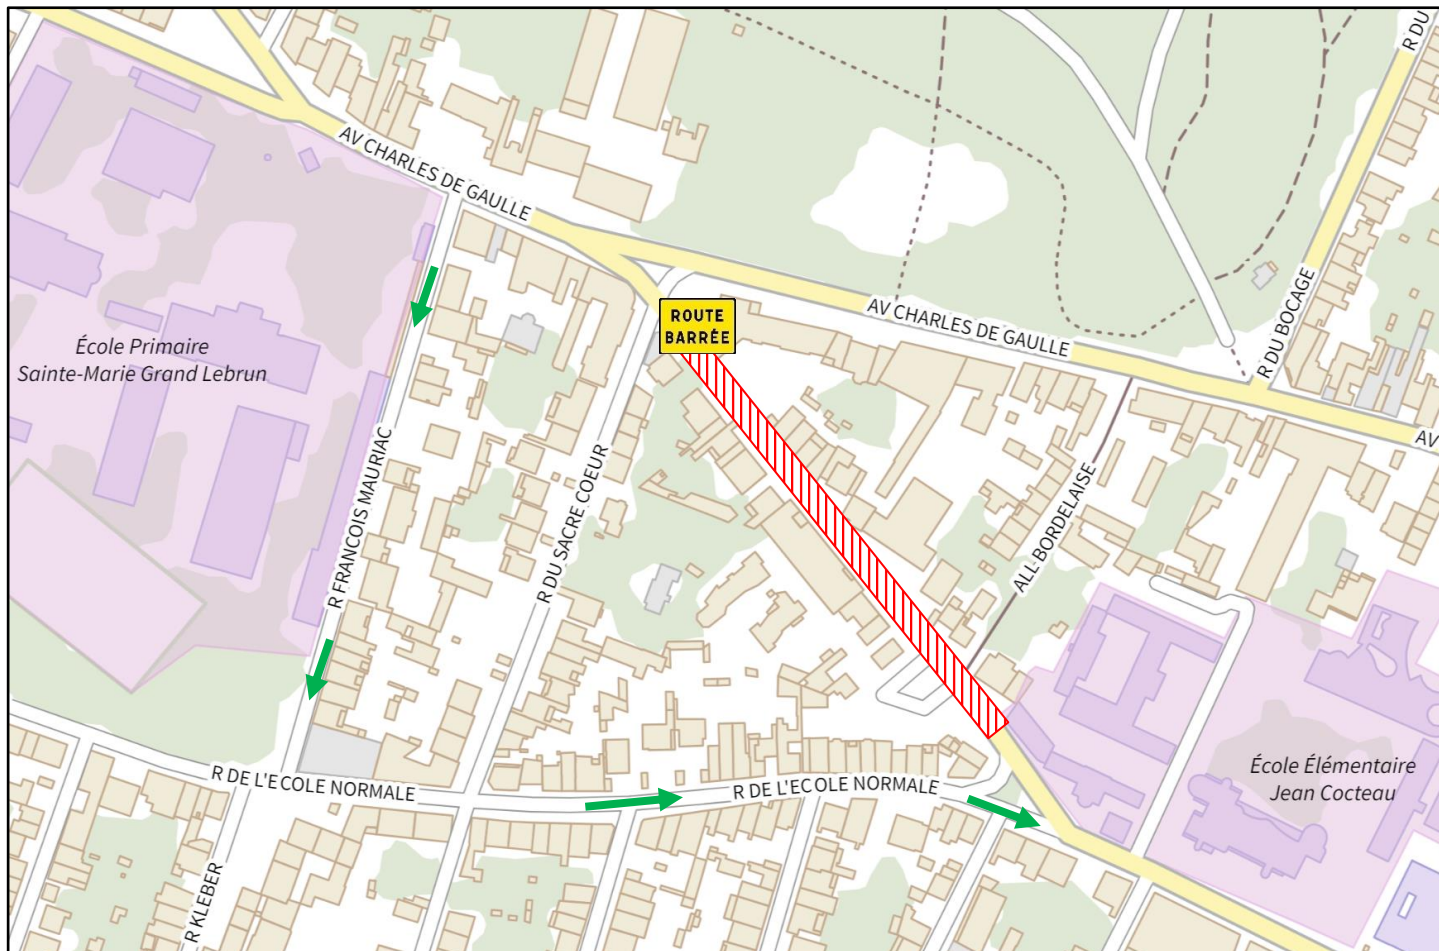 R DU
AV CHARLES DE GAULLE
ROUTE
BARRÉE
AV CHARLES DE GAULLE
R DU BOCAGE
École Primaire
Sainte-Marie Grand Lebrun
R FRANCOIS MAURIAC
R DU SACRE COEUR
AV
ALL BORDELAISE
R DE L'ECOLE NORMALE
R DE L'ECOLE NORMALE
École Élémentaire
Jean Cocteau
R KLEBER